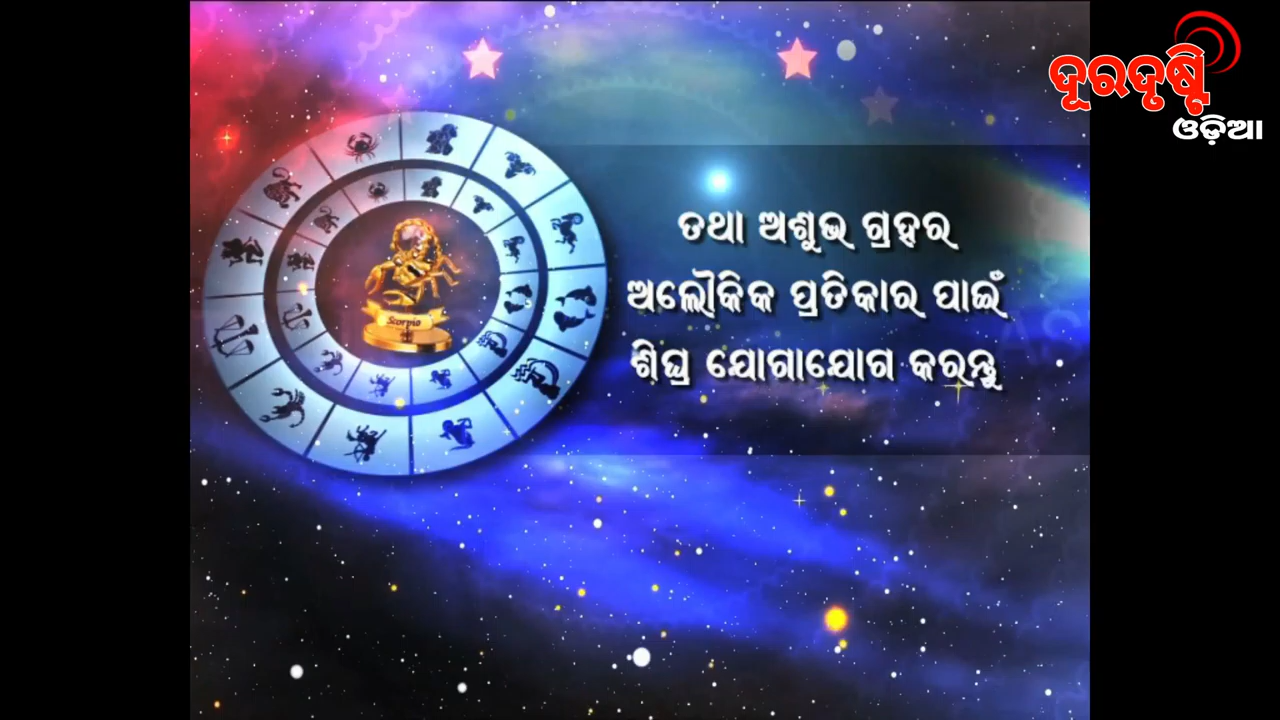 ଦୂରଦୃଷ୍ଟି
ଓଡ଼ିଆ
ତଥା ଅଶୁଭ ଗ୍ରହର
ଅଲୌକିକ ପ୍ରତିକାର ପାଇଁ
ଶିଘ୍ର ଯୋଗାଯୋଗ କରନ୍ତୁ
Scorpio